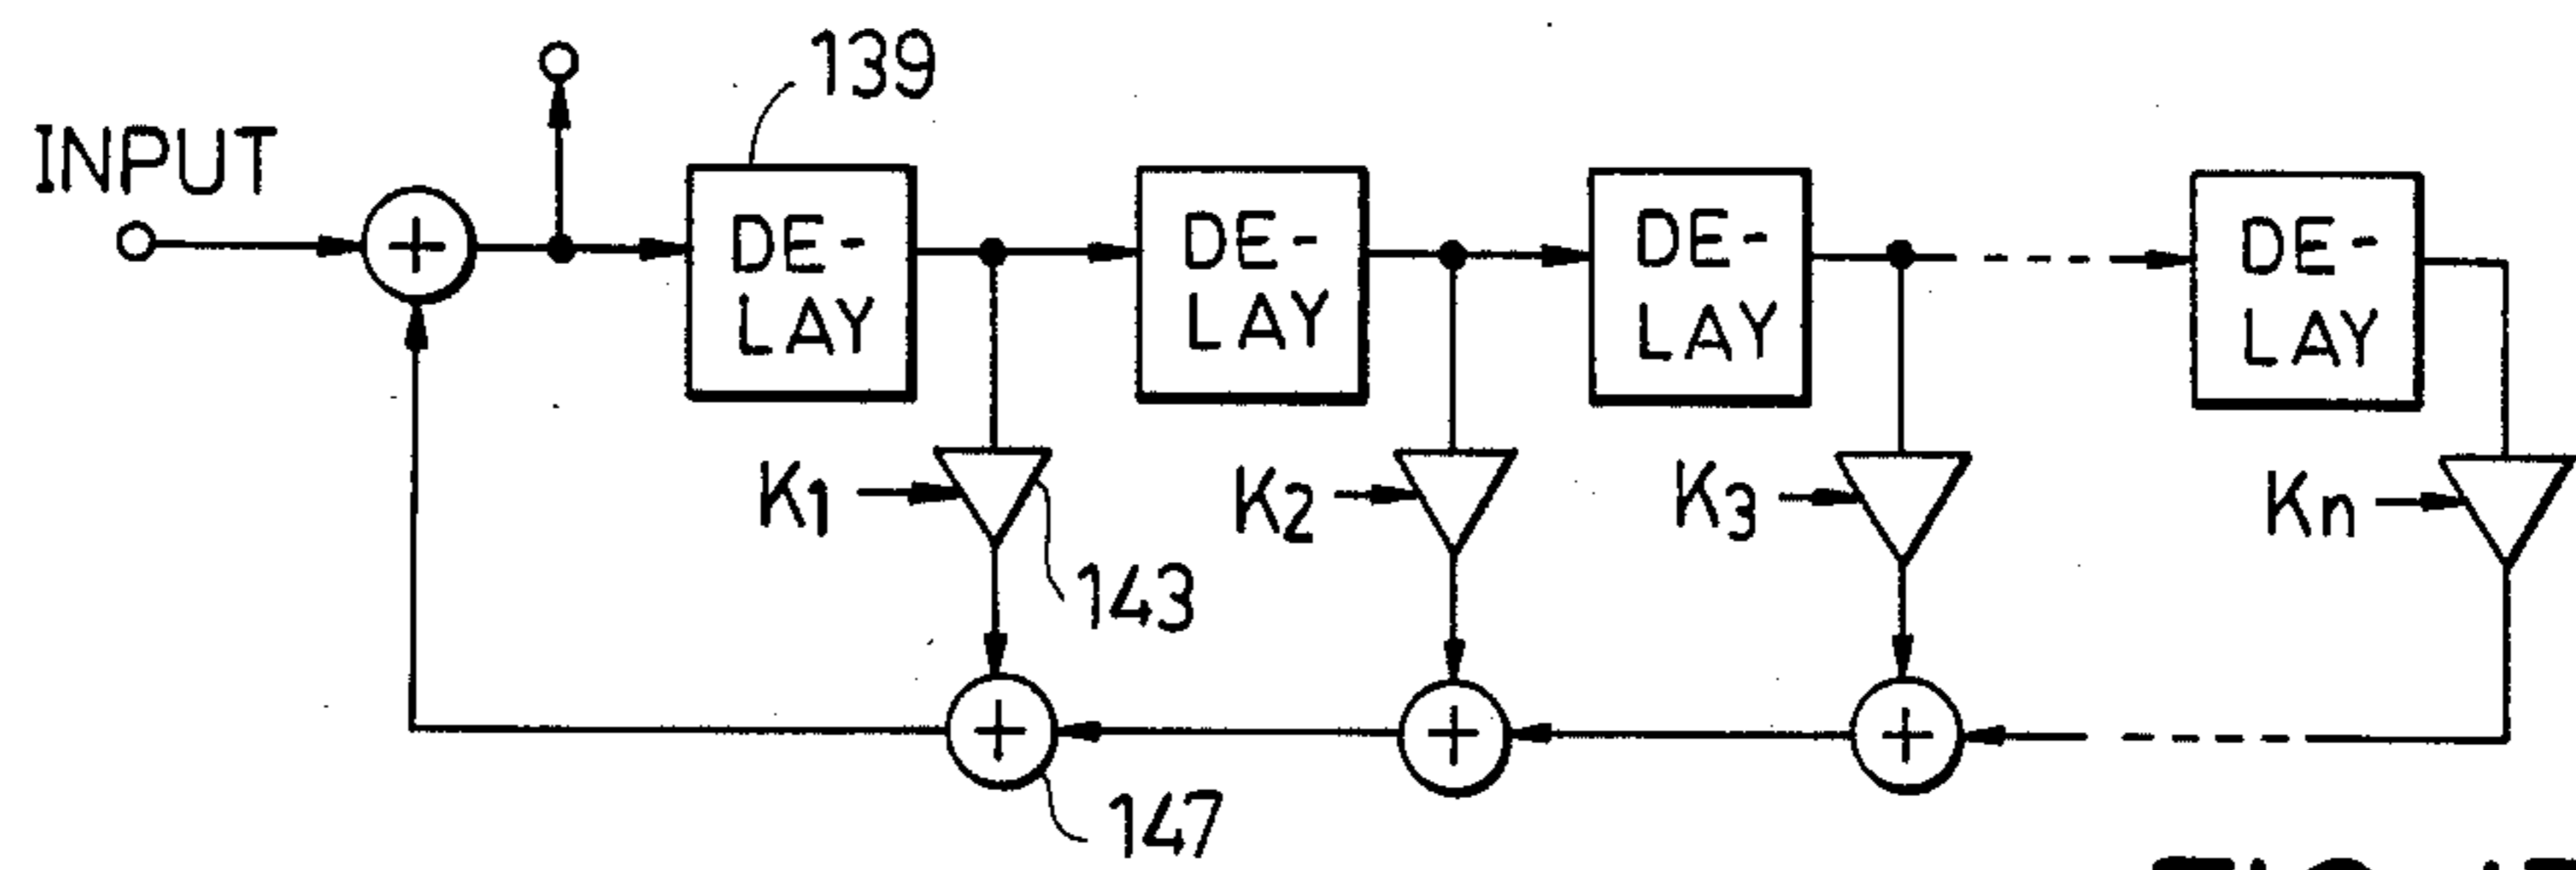 139
INPUT
DE-
LAY
DE-
LAY
DE-
LAY
DE-
LAY
K1
K2
K3
Kn
143
147